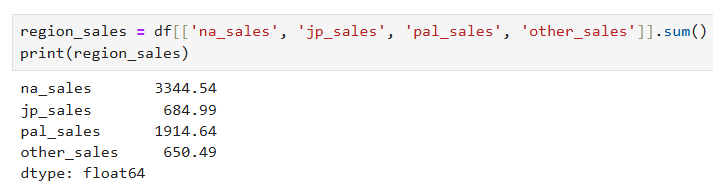 region_sales = df[['na_sales', 'jp_sales', 'pal_sales', 'other_sales']].sum()
print(region_sales)
na_sales       3344.54
jp_sales        684.99
pal_sales      1914.64
other_sales     650.49
dtype: float64